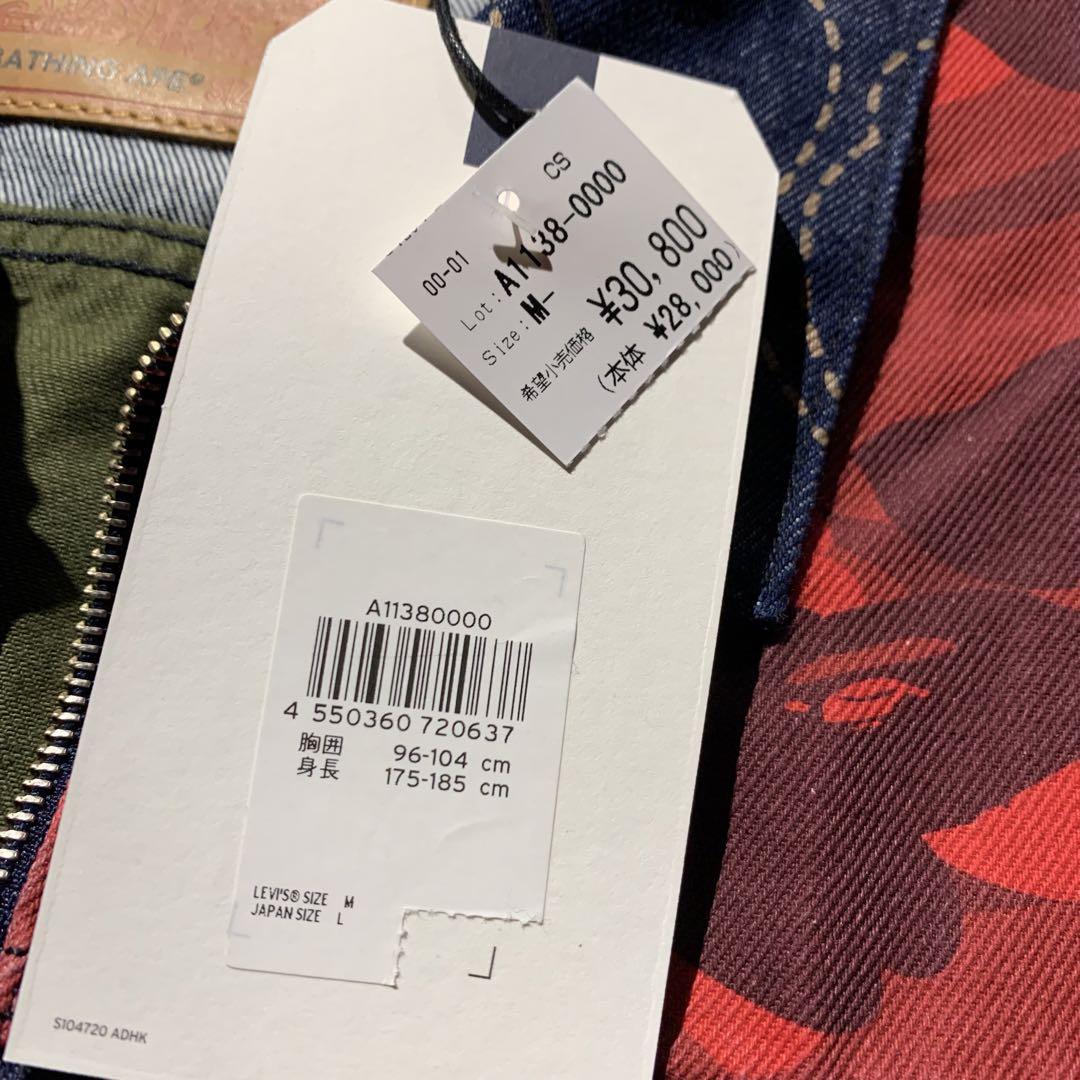 BATHING APE®
CS
00-01
Lot: A1138-0000
Size: M-
希望小売価格 ¥30,800
(本体 ¥28,000)
A11380000
4 550360 720637
胸囲 96-104 cm
身長 175-185 cm
LEVI'S® SIZE M
JAPAN SIZE L
S104720 ADHK